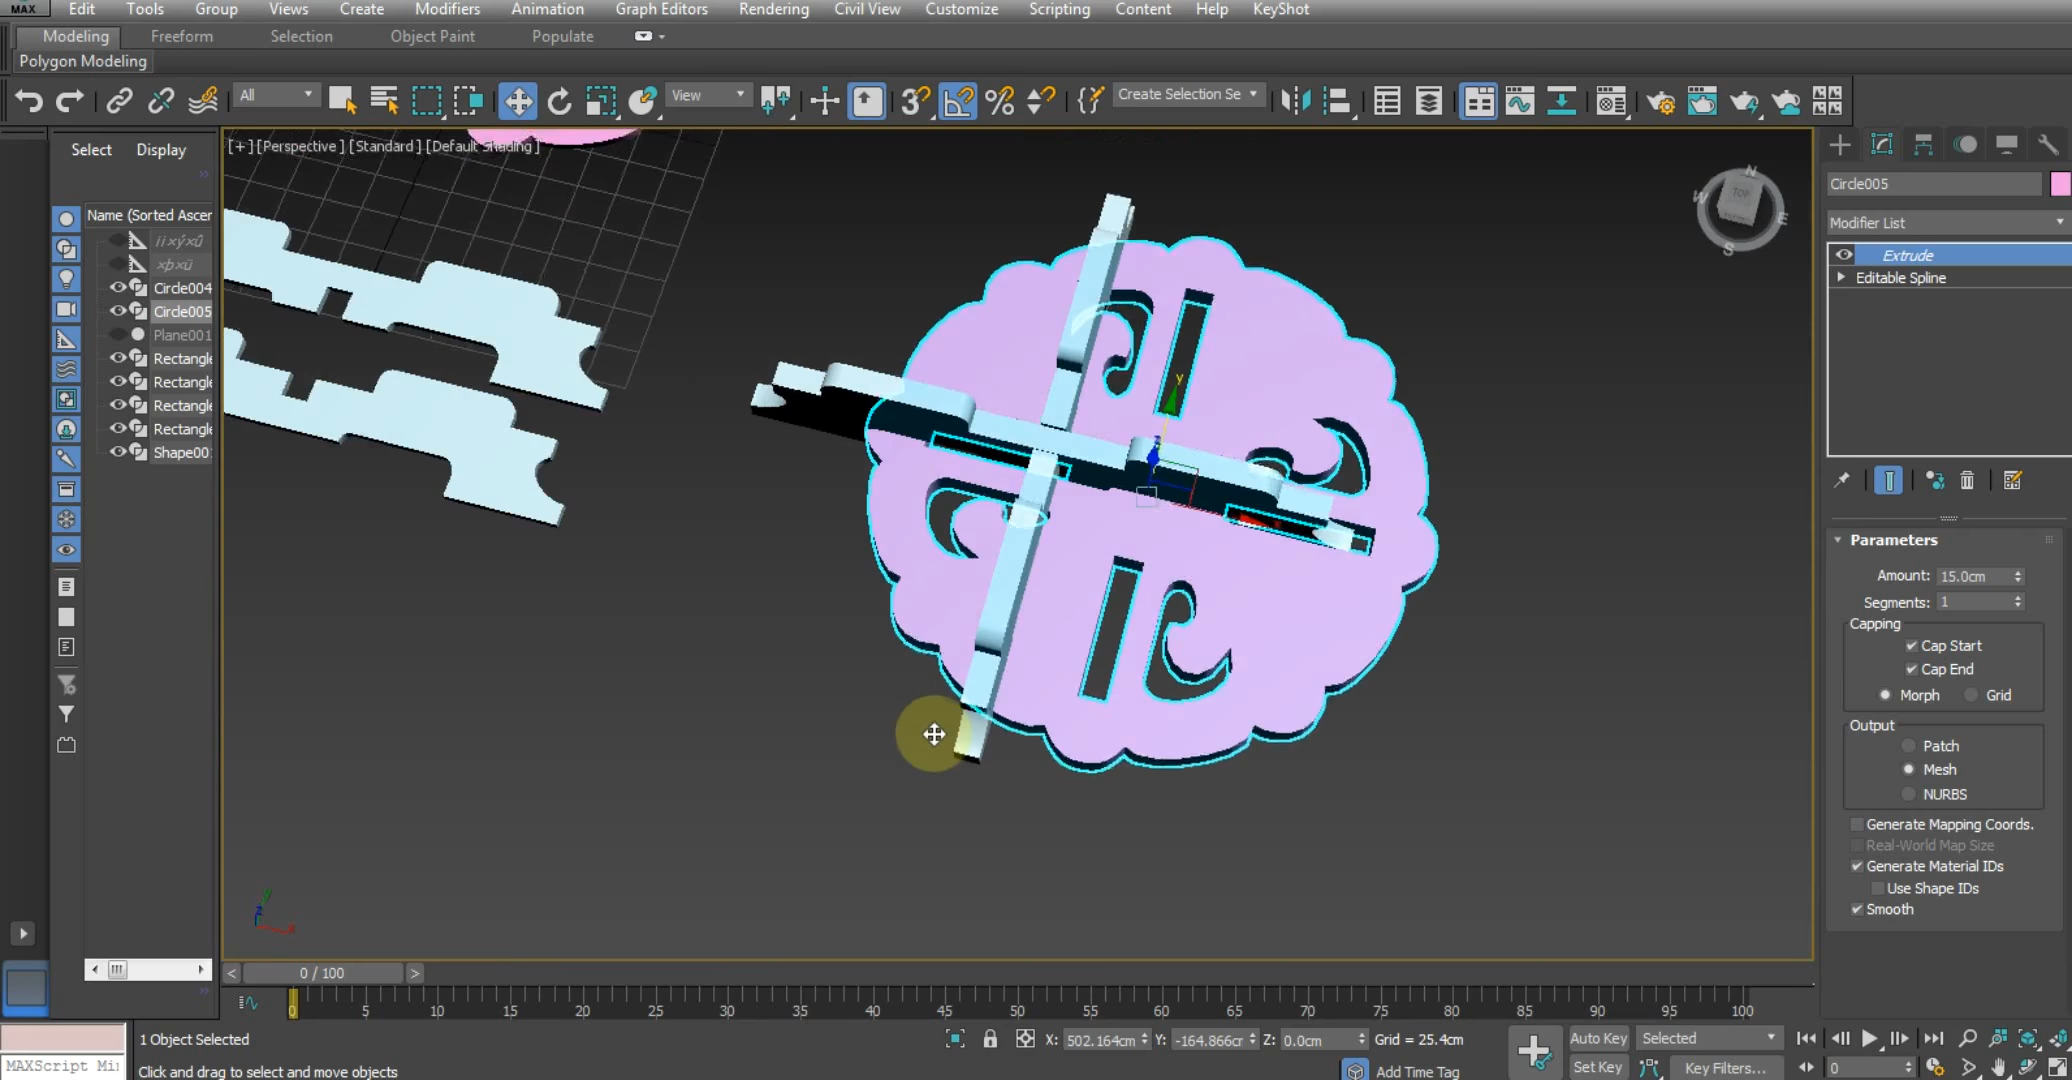 MAX Edit Tools Group Views Create Modifiers Animation Graph Editors Rendering Civil View Customize Scripting Content Help KeyShot
Modeling Freeform Selection Object Paint Populate
Polygon Modeling
All View Create Selection Se
Select Display
[+] [Perspective ] [Standard ] [Default Shading ]
Name (Sorted Ascer
Circle004
Circle005
Plane001
Rectangle
Rectangle
Rectangle
Rectangle
Shape00
N
W TOP E
S
y
z
Circle005
Modifier List
Extrude
Editable Spline
Parameters
Amount: 15.0cm
Segments: 1
Capping
Cap Start
Cap End
Morph Grid
Output
Patch
Mesh
NURBS
Generate Mapping Coords.
Real-World Map Size
Generate Material IDs
Use Shape IDs
Smooth
y
z
x
< 0 / 100 >
0 5 10 15 20 25 30 35 40 45 50 55 60 65 70 75 80 85 90 95 100
1 Object Selected X: 502.164cm Y: -164.866cr Z: 0.0cm Grid = 25.4cm Auto Key Selected
MAXScript Mi Click and drag to select and move objects Add Time Tag Set Key Key Filters... 0